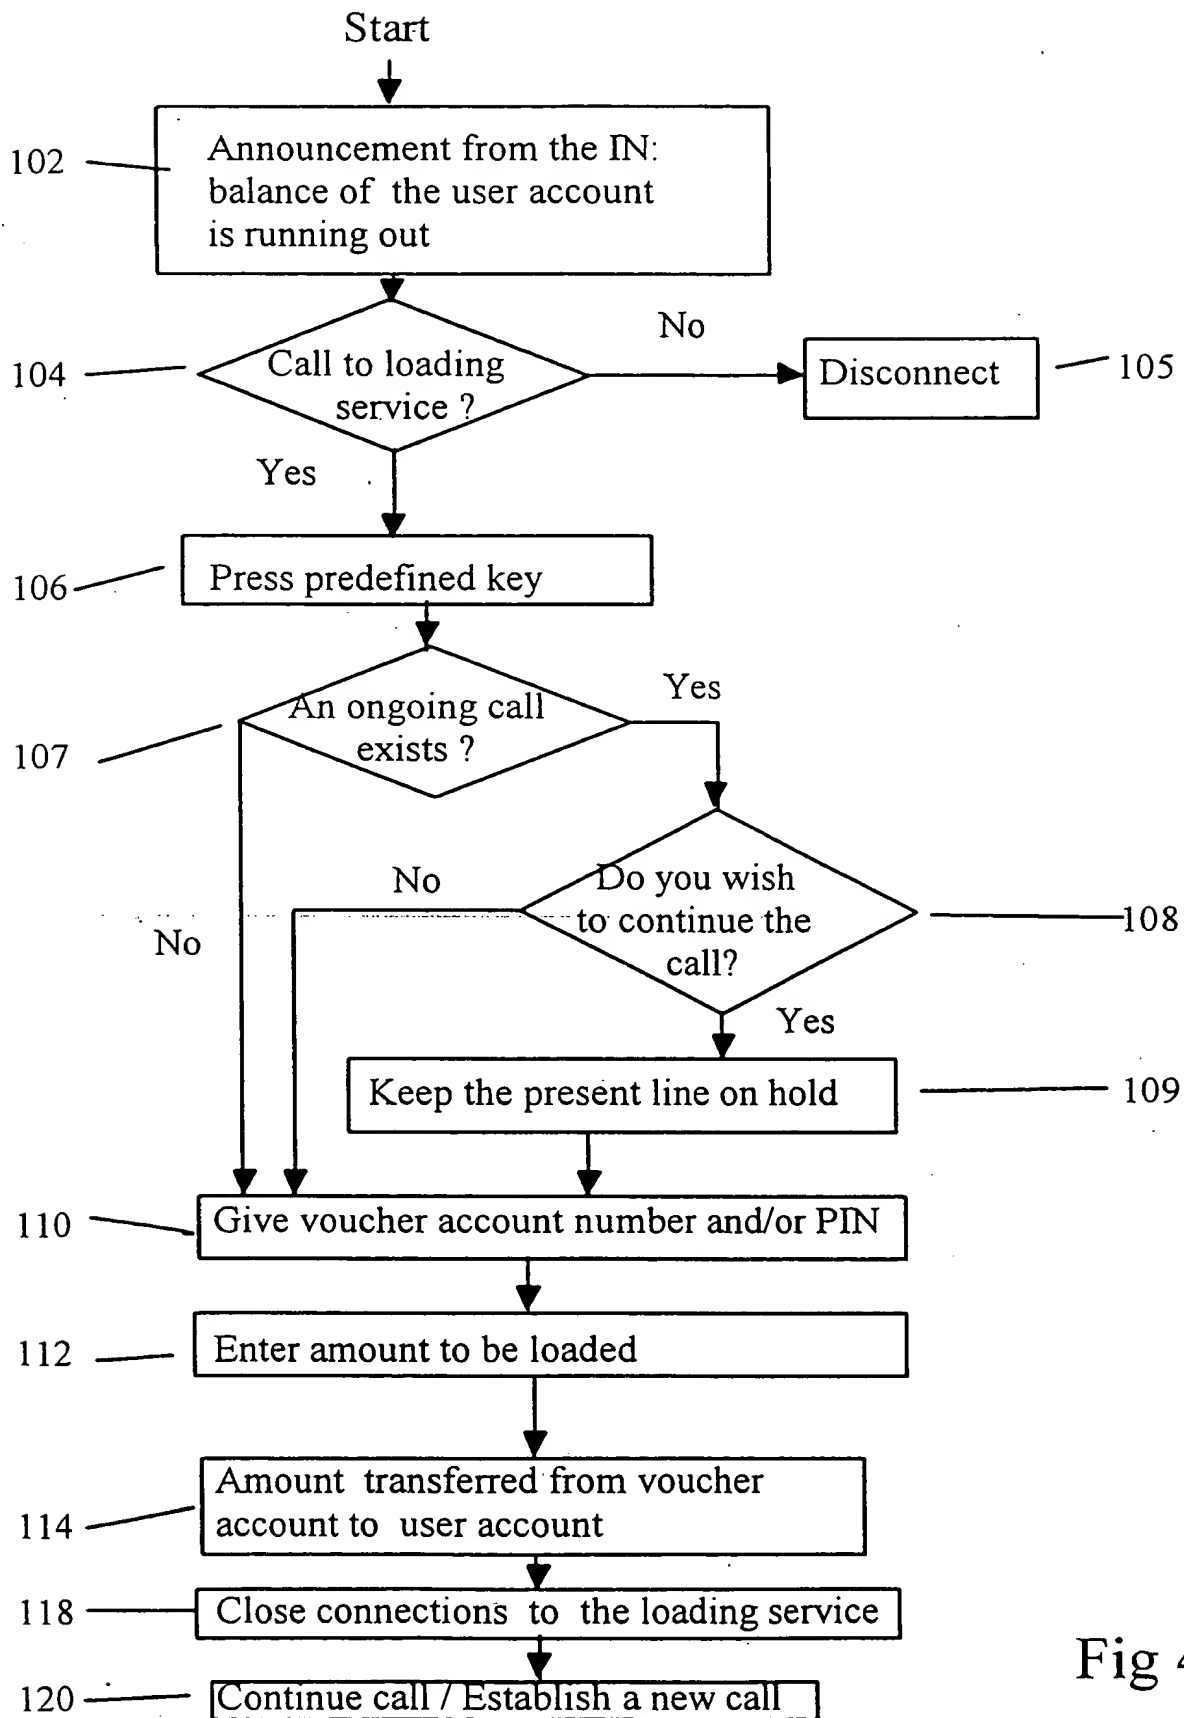 Start
102
Announcement from the IN:
balance of the user account
is running out
No
104
Call to loading
service ?
Disconnect
105
Yes
106
Press predefined key
Yes
107
An ongoing call
exists ?
No
Do you wish
to continue the
call?
108
No
Yes
Keep the present line on hold
109
110
Give voucher account number and/or PIN
112
Enter amount to be loaded
114
Amount transferred from voucher
account to user account
118
Close connections to the loading service
Fig 4
120
Continue call / Establish a new call